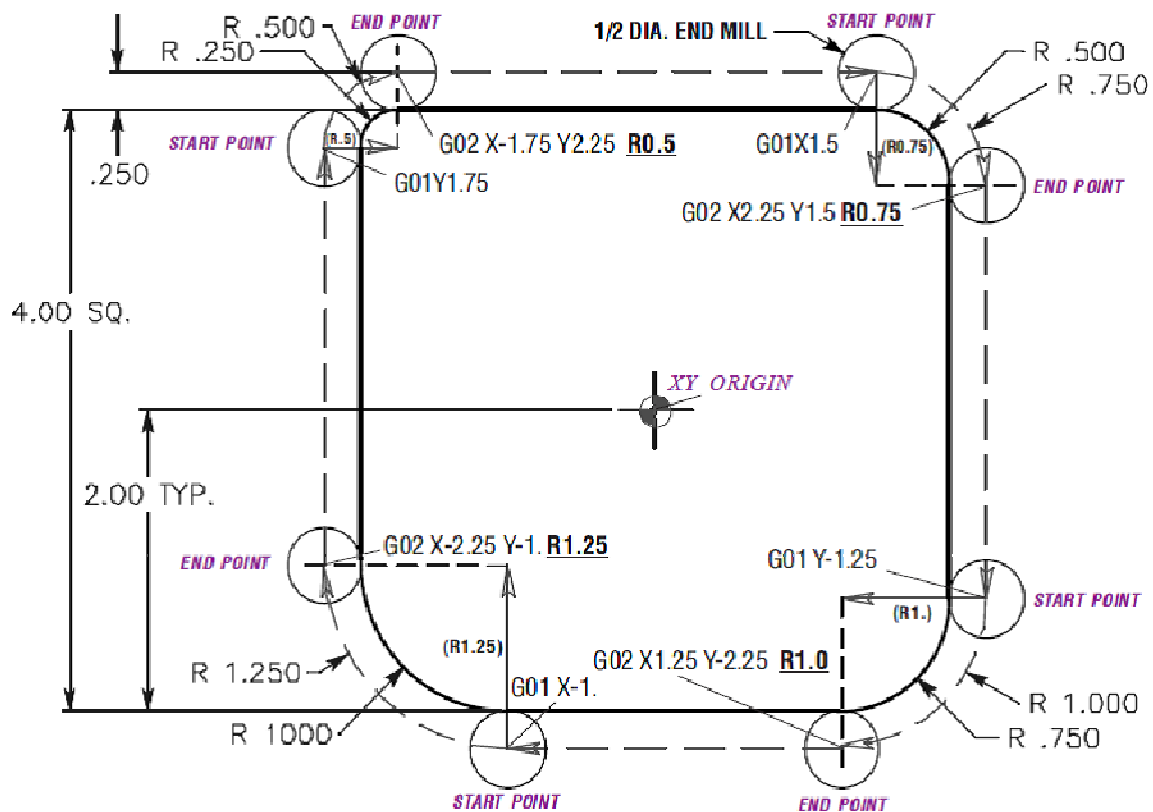 END POINT
START POINT
R .500
1/2 DIA. END MILL
R .500
R .250
R .750
START POINT
(R.5)
G02 X-1.75 Y2.25 R0.5
G01X1.5
(R0.75)
.250
G01Y1.75
END POINT
G02 X2.25 Y1.5 R0.75
4.00 SQ.
XY ORIGIN
2.00 TYP.
G02 X-2.25 Y-1. R1.25
END POINT
G01 Y-1.25
START POINT
(R1.)
(R1.25)
G02 X1.25 Y-2.25 R1.0
R 1.250
G01 X-1.
R 1.000
R 1000
R .750
START POINT
END POINT